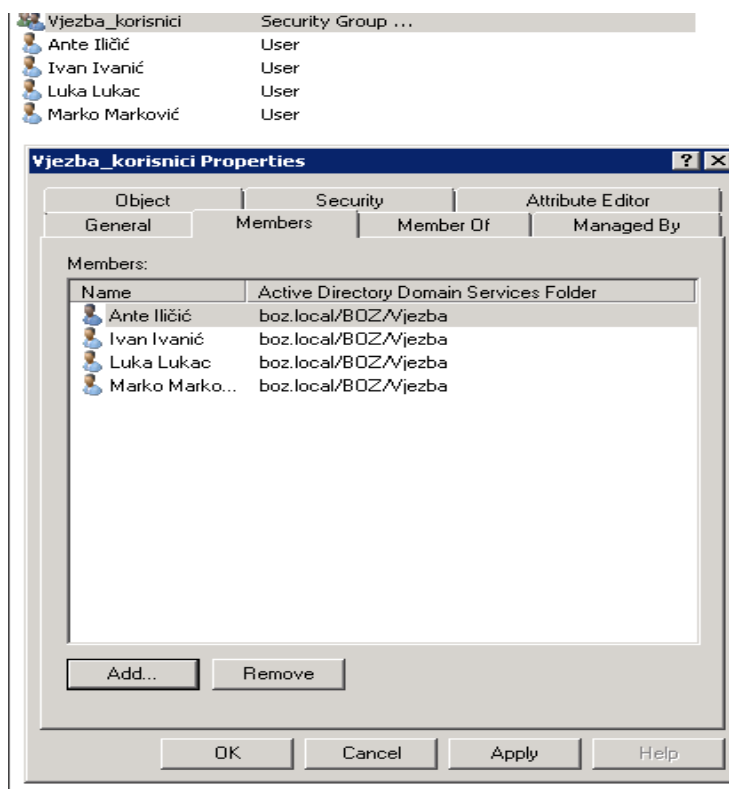 Vjezba_korisnici Security Group ...
Ante Iličić User
Ivan Ivanić User
Luka Lukac User
Marko Marković User
Vjezba_korisnici Properties
Object Security Attribute Editor
General Members Member Of Managed By
Members:
Name Active Directory Domain Services Folder
Ante Iličić boz.local/BOZ/Vjezba
Ivan Ivanić boz.local/BOZ/Vjezba
Luka Lukac boz.local/BOZ/Vjezba
Marko Marko... boz.local/BOZ/Vjezba
Add... Remove
OK Cancel Apply Help